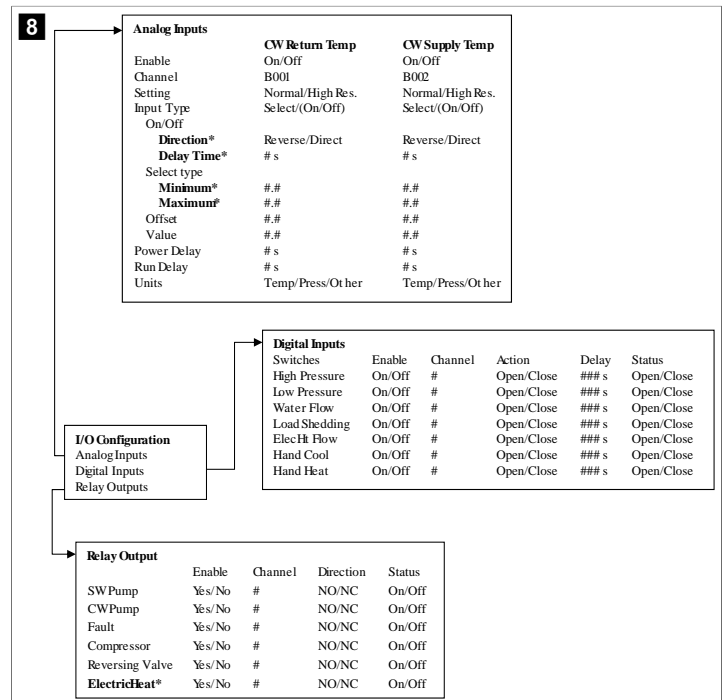 8
Analog Inputs
CW Return Temp CW Supply Temp
Enable On/Off On/Off
Channel B001 B002
Setting Normal/High Res. Normal/High Res.
Input Type Select/(On/Off) Select/(On/Off)
On/Off
Direction* Reverse/Direct Reverse/Direct
Delay Time* # s # s
Select type
Minimum* #.# #.#
Maximum* #.# #.#
Offset #.# #.#
Value #.# #.#
Power Delay # s # s
Run Delay # s # s
Units Temp/Press/Other Temp/Press/Other
Digital Inputs
Switches Enable Channel Action Delay Status
High Pressure On/Off # Open/Close ### s Open/Close
Low Pressure On/Off # Open/Close ### s Open/Close
Water Flow On/Off # Open/Close ### s Open/Close
Load Shedding On/Off # Open/Close ### s Open/Close
Elec Ht Flow On/Off # Open/Close ### s Open/Close
Hand Cool On/Off # Open/Close ### s Open/Close
Hand Heat On/Off # Open/Close ### s Open/Close
I/O Configuration
Analog Inputs
Digital Inputs
Relay Outputs
Relay Output
Enable Channel Direction Status
SW Pump Yes/No # NO/NC On/Off
CW Pump Yes/No # NO/NC On/Off
Fault Yes/No # NO/NC On/Off
Compressor Yes/No # NO/NC On/Off
Reversing Valve Yes/No # NO/NC On/Off
Electric Heat* Yes/No # NO/NC On/Off